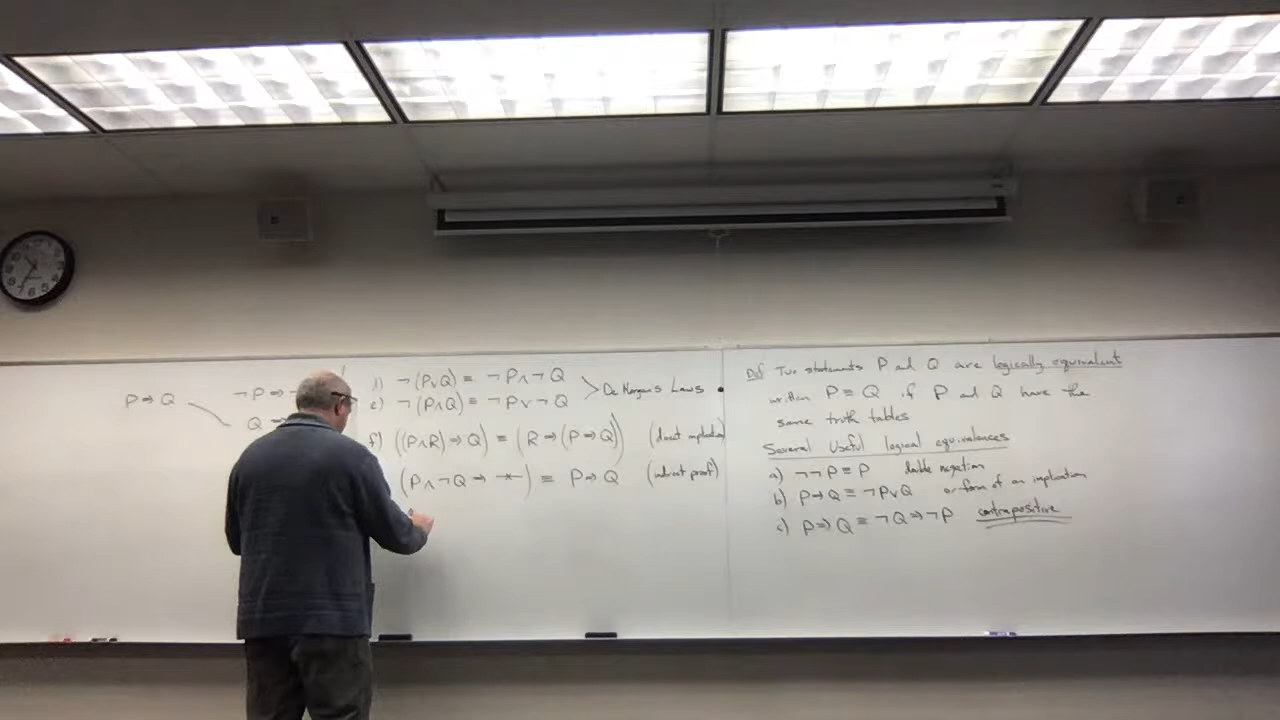 P ⇒ Q
¬P ⇒
Q ⇒
d) ¬(P∨Q) ≡ ¬P∧¬Q
e) ¬(P∧Q) ≡ ¬P∨¬Q
De Morgan's Laws
f) ((P∧R) ⇒ Q) ≡ (R ⇒ (P ⇒ Q)) (direct implication)
(P∧¬Q ⇒ ⋇) ≡ P ⇒ Q (indirect proof)
Def Two statements P and Q are logically equivalent
written P ≡ Q if P and Q have the
same truth tables
Several Useful logical equivalences
a) ¬¬P ≡ P double negation
b) P ⇒ Q ≡ ¬P∨Q or form of an implication
c) P ⇒ Q ≡ ¬Q ⇒ ¬P contrapositive